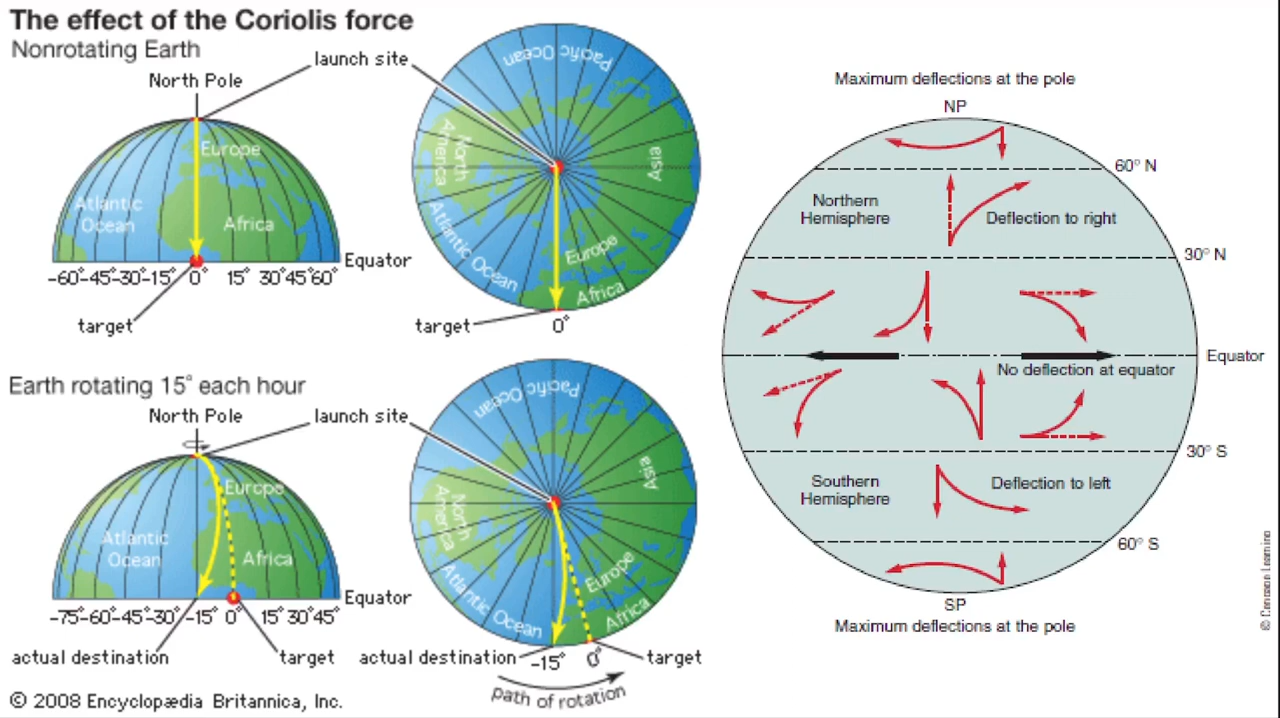 The effect of the Coriolis force
Nonrotating Earth
launch site
North Pole
Europe
Atlantic
Ocean
Africa
-60°-45°-30°-15° 0° 15° 30° 45° 60°
Equator
target
Pacific Ocean
North
America
Asia
Atlantic Ocean
Europe
Africa
target
0°
Earth rotating 15° each hour
North Pole
launch site
Europe
Atlantic
Ocean
Africa
-75°-60°-45°-30° -15° 0° 15° 30° 45°
Equator
actual destination
target
Pacific Ocean
North
America
Asia
Atlantic Ocean
Europe
Africa
actual destination
-15° 0°
target
path of rotation
© 2008 Encyclopædia Britannica, Inc.
Maximum deflections at the pole
NP
60° N
Northern
Hemisphere
Deflection to right
30° N
Equator
No deflection at equator
30° S
Southern
Hemisphere
Deflection to left
60° S
SP
Maximum deflections at the pole
© Cengage Learning